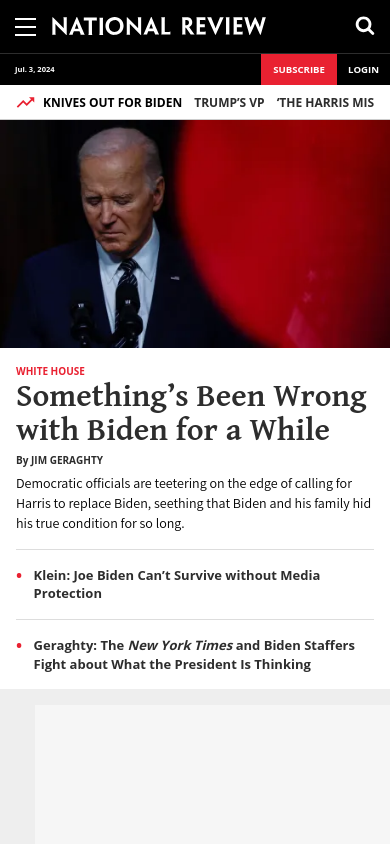 NATIONAL REVIEW
Jul. 3, 2024
SUBSCRIBE
LOGIN
KNIVES OUT FOR BIDEN TRUMP’S VP ‘THE HARRIS MIS
WHITE HOUSE
Something’s Been Wrong
with Biden for a While
By JIM GERAGHTY
Democratic officials are teetering on the edge of calling for
Harris to replace Biden, seething that Biden and his family hid
his true condition for so long.
• Klein: Joe Biden Can’t Survive without Media
Protection
• Geraghty: The New York Times and Biden Staffers
Fight about What the President Is Thinking